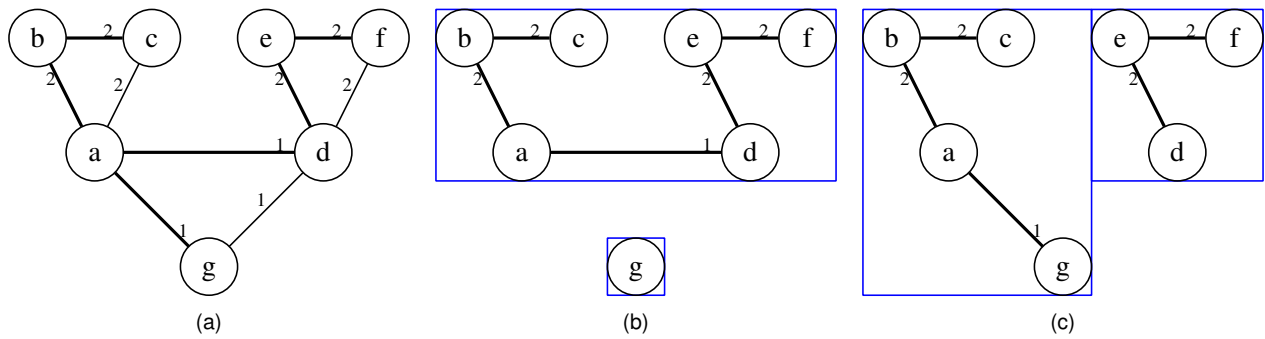 b 2 c e 2 f b 2 c e 2 f b 2 c e 2 f
2 2 2 2 2 2 2 2
a 1 d a 1 d a d
1 1 1
g g g
(a) (b) (c)